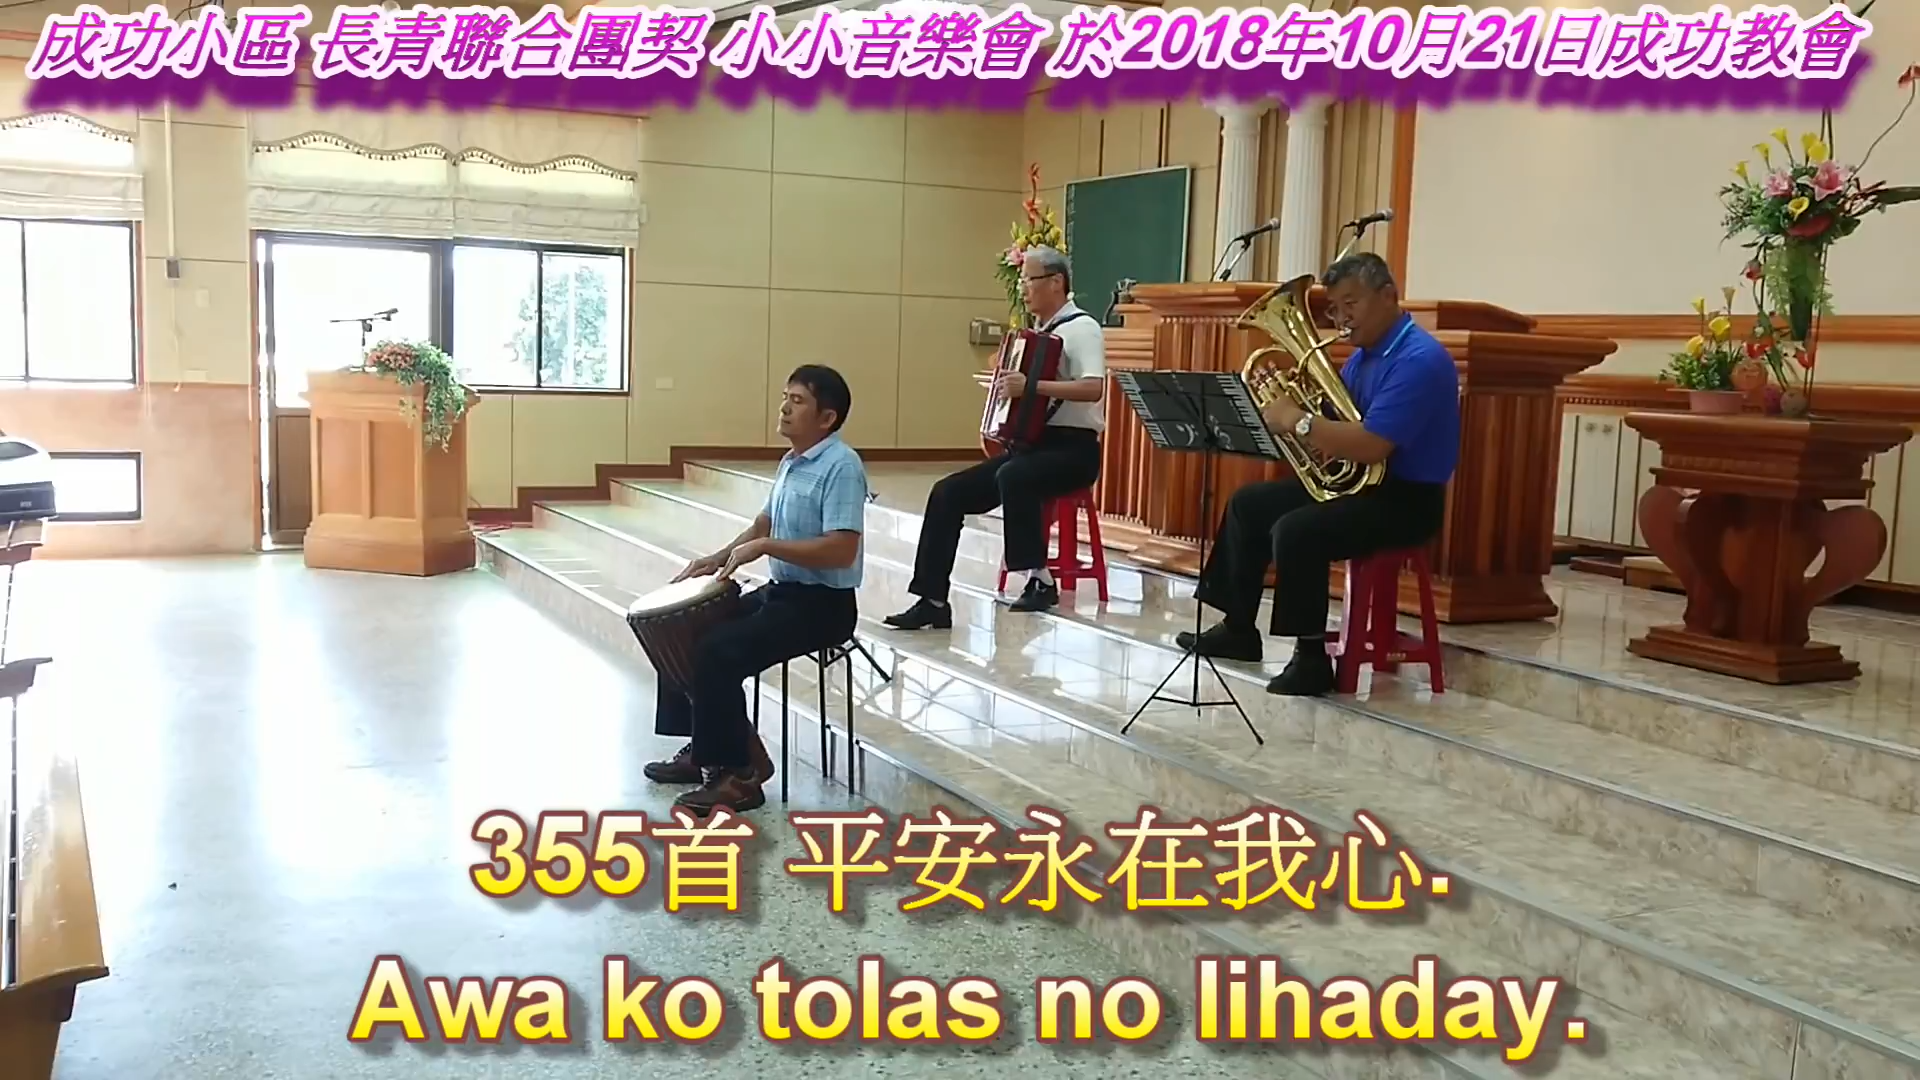 成功小區 長青聯合團契 小小音樂會 於2018年10月21日成功教會
355首 平安永在我心.
Awa ko tolas no lihaday.